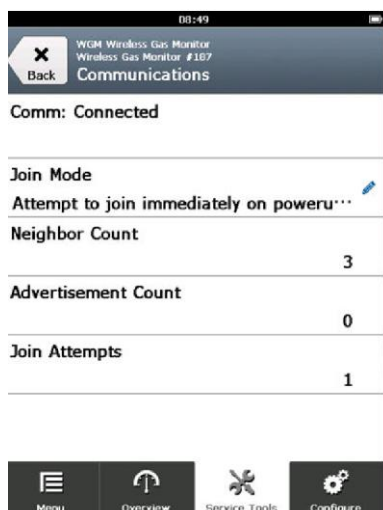 08:49
WGM Wireless Gas Monitor
Wireless Gas Monitor #187
Back
Communications
Comm: Connected
Join Mode
Attempt to join immediately on poweru···
Neighbor Count
3
Advertisement Count
0
Join Attempts
1
Menu Overview Service Tools Configure